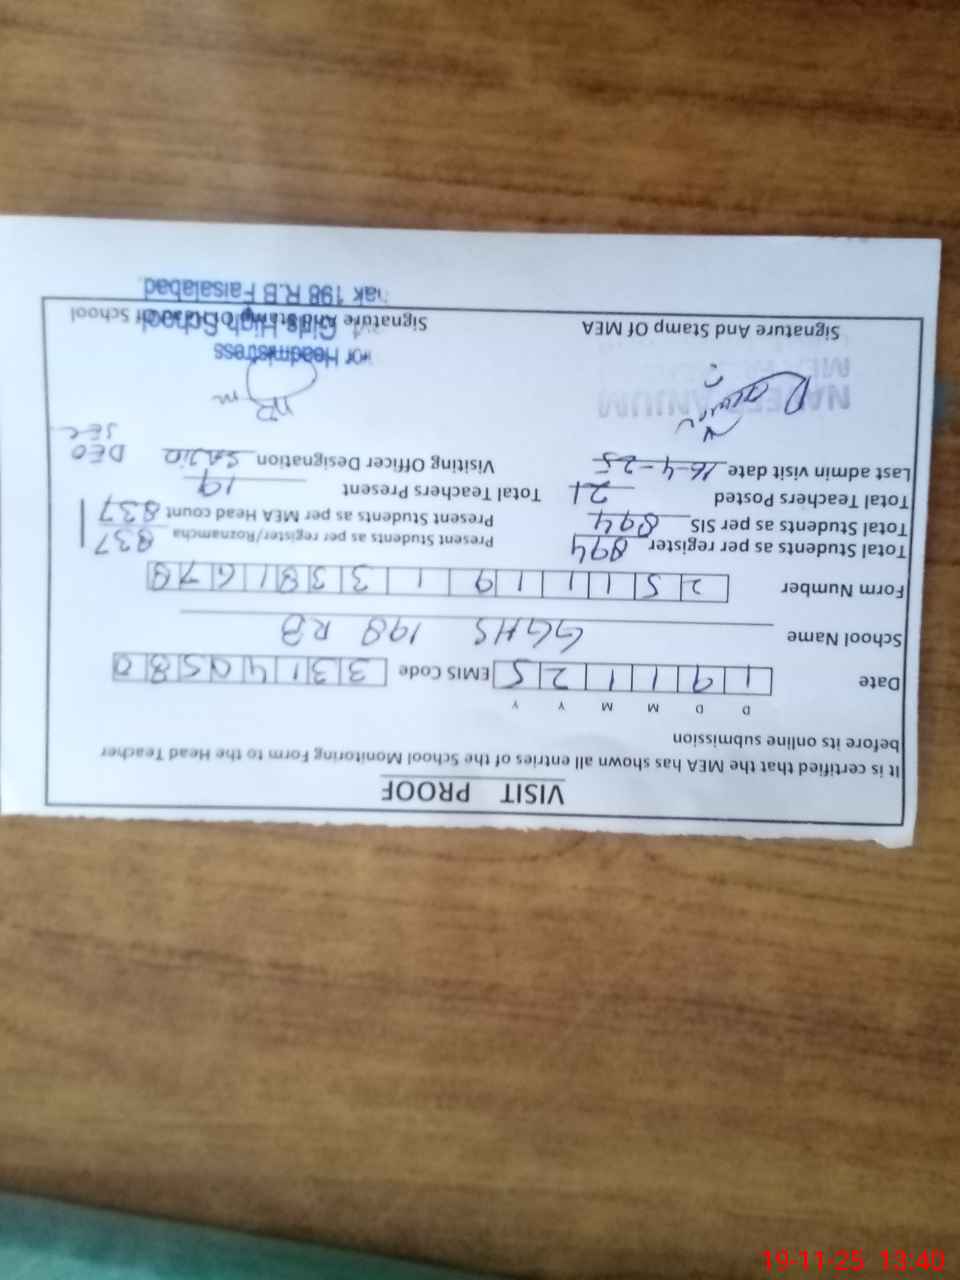 VISIT PROOF
It is certified that the MEA has shown all entries of the School Monitoring Form to the Head Teacher
before its online submission
D D M M Y Y
Date 1 9 1 1 2 5 EMIS Code 3 3 1 4 0 5 8 0
School Name GGHS 198 RB
Form Number 2 5 1 1 1 9 1 3 3 8 1 6 7 8
Total Students as per register 894 Present Students as per register/Roznamcha 837
Total Students as per SIS 894 Present Students as per MEA Head count 837
Total Teachers Posted 21 Total Teachers Present 19
Last admin visit date 16-4-25 Visiting Officer Designation DEO
SEC
Headmistress
Signature And Stamp Of MEA Signature And Stamp Of Head Of School
Girls High School
198 R.B Faisalabad
19-11-25 13:40